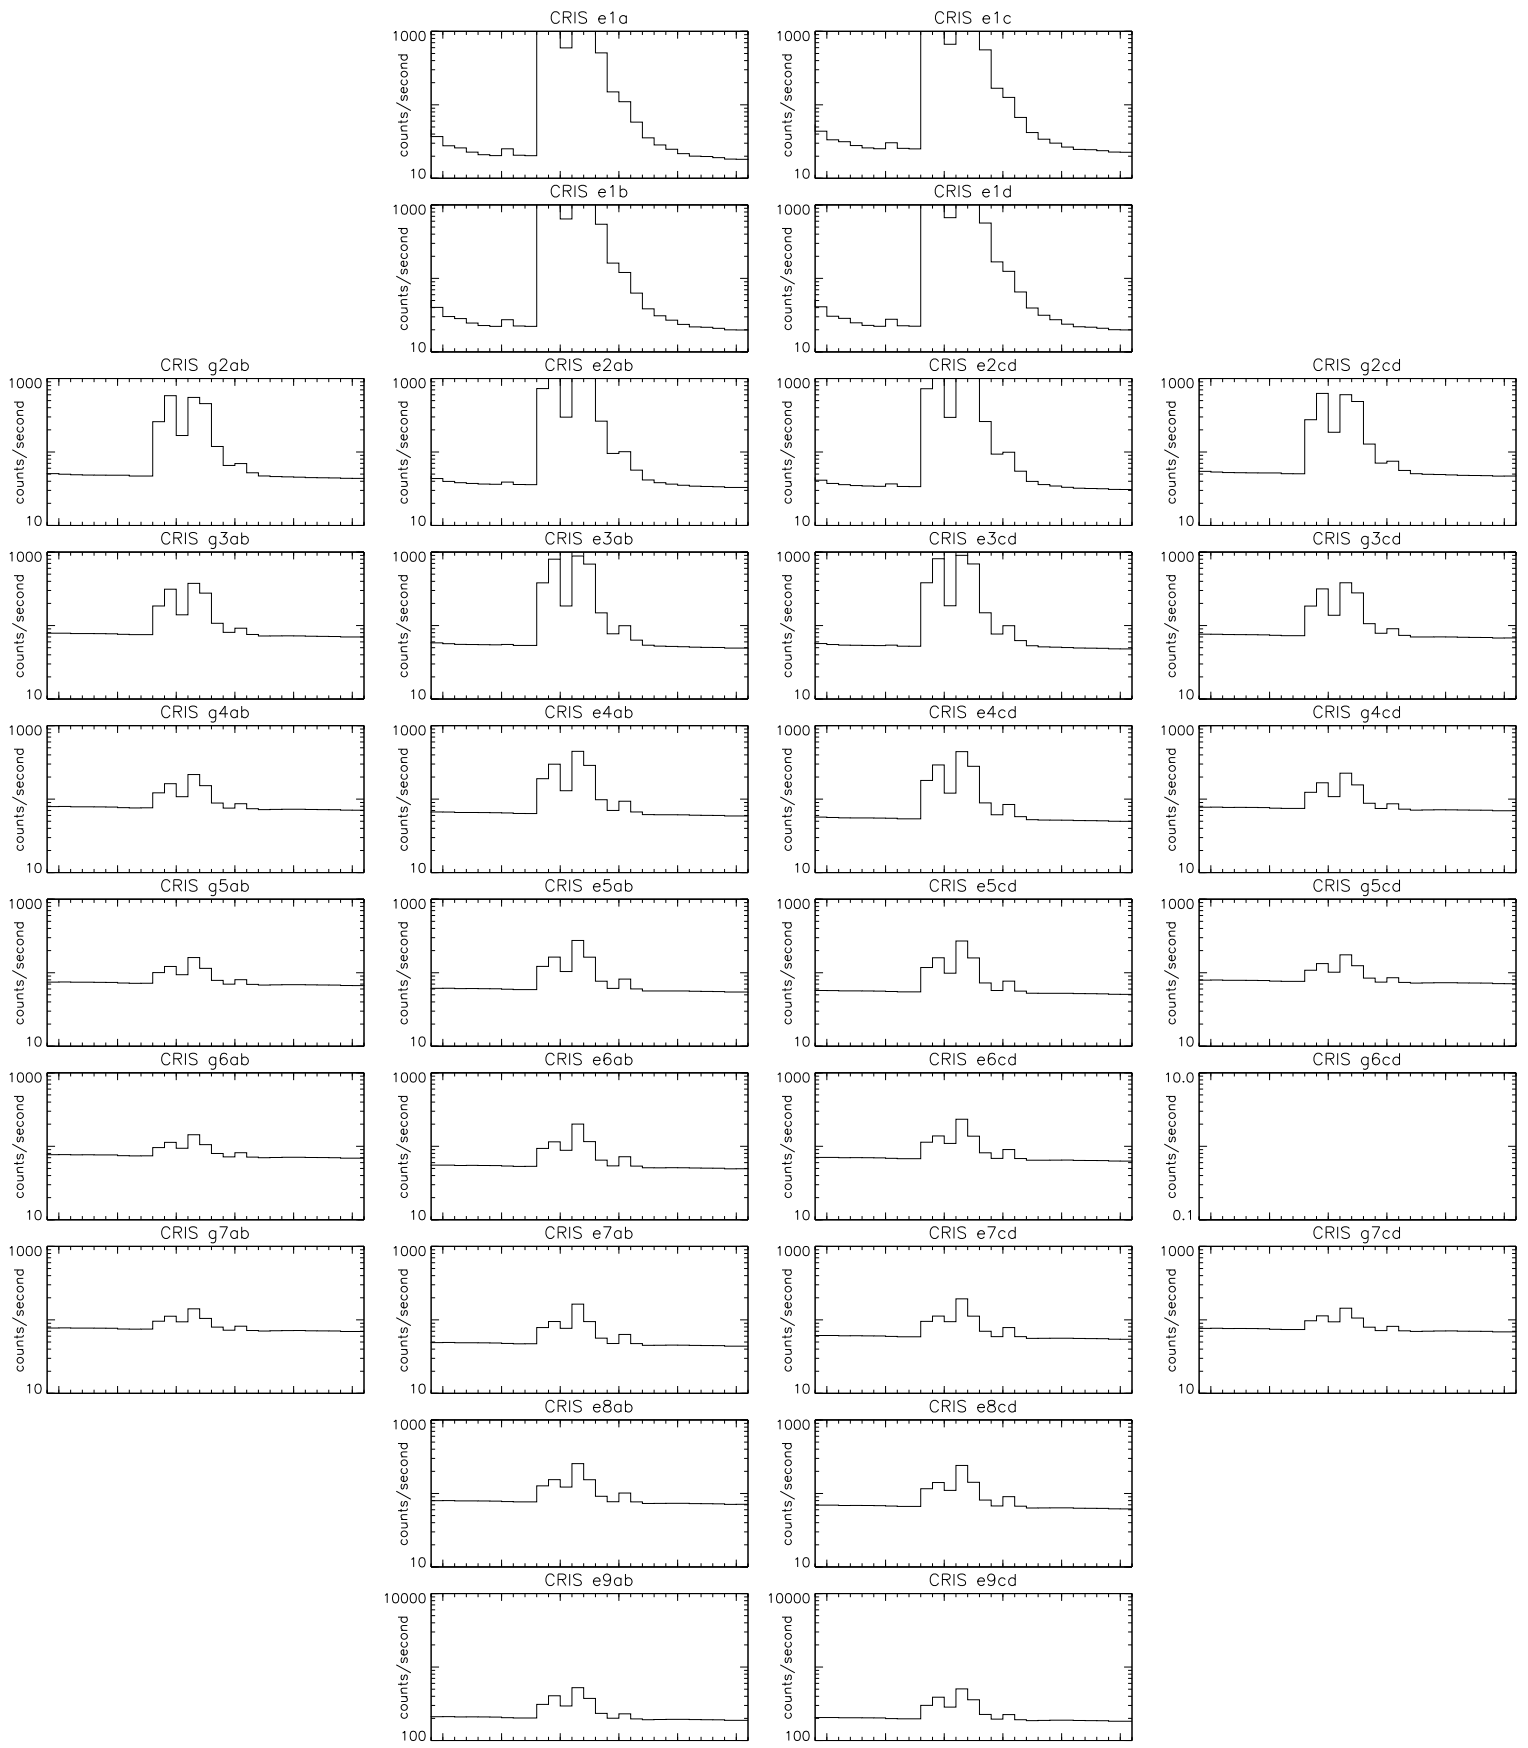 CRIS e1a
CRIS e1c
1000
counts/second
10
1000
counts/second
10
CRIS e1b
CRIS e1d
1000
counts/second
10
1000
counts/second
10
CRIS g2ab
CRIS e2ab
CRIS e2cd
CRIS g2cd
1000
counts/second
10
1000
counts/second
10
1000
counts/second
10
1000
counts/second
10
CRIS g3ab
CRIS e3ab
CRIS e3cd
CRIS g3cd
1000
counts/second
10
1000
counts/second
10
1000
counts/second
10
1000
counts/second
10
CRIS g4ab
CRIS e4ab
CRIS e4cd
CRIS g4cd
1000
counts/second
10
1000
counts/second
10
1000
counts/second
10
1000
counts/second
10
CRIS g5ab
CRIS e5ab
CRIS e5cd
CRIS g5cd
1000
counts/second
10
1000
counts/second
10
1000
counts/second
10
1000
counts/second
10
CRIS g6ab
CRIS e6ab
CRIS e6cd
CRIS g6cd
1000
counts/second
10
1000
counts/second
10
1000
counts/second
10
10.0
counts/second
0.1
CRIS g7ab
CRIS e7ab
CRIS e7cd
CRIS g7cd
1000
counts/second
10
1000
counts/second
10
1000
counts/second
10
1000
counts/second
10
CRIS e8ab
CRIS e8cd
1000
counts/second
10
1000
counts/second
10
CRIS e9ab
CRIS e9cd
10000
counts/second
100
10000
counts/second
100